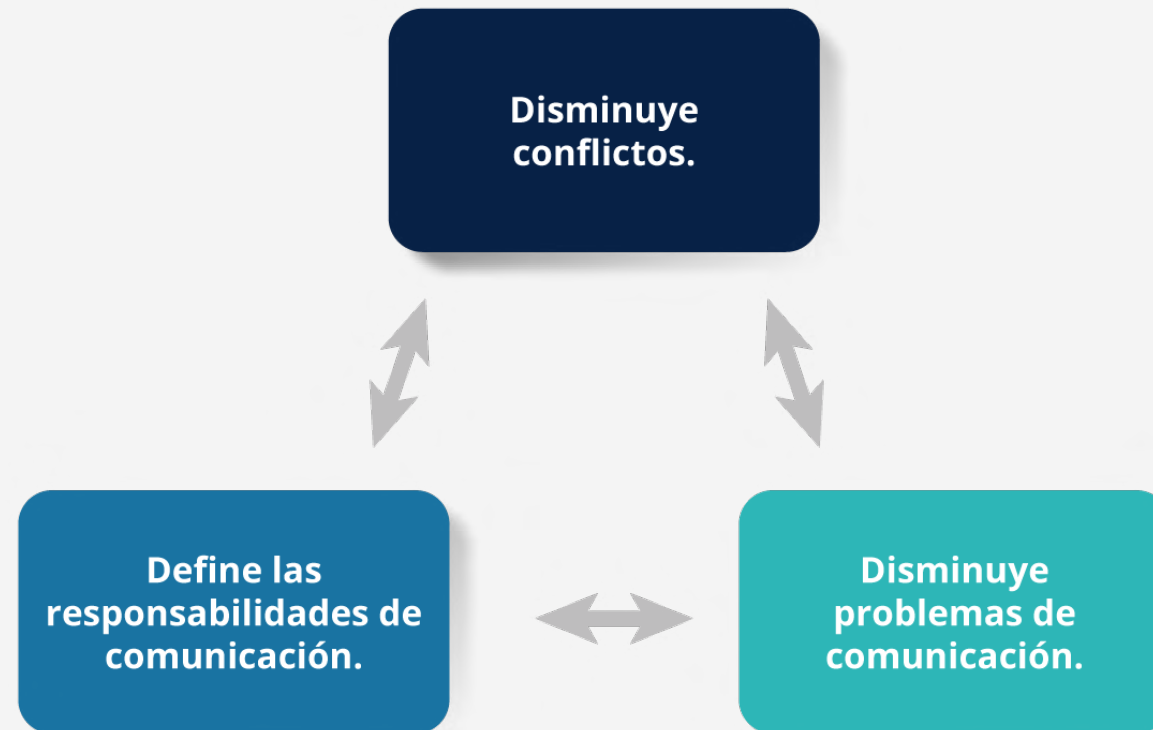 Disminuye
conflictos.
Define las
responsabilidades de
comunicación.
Disminuye
problemas de
comunicación.